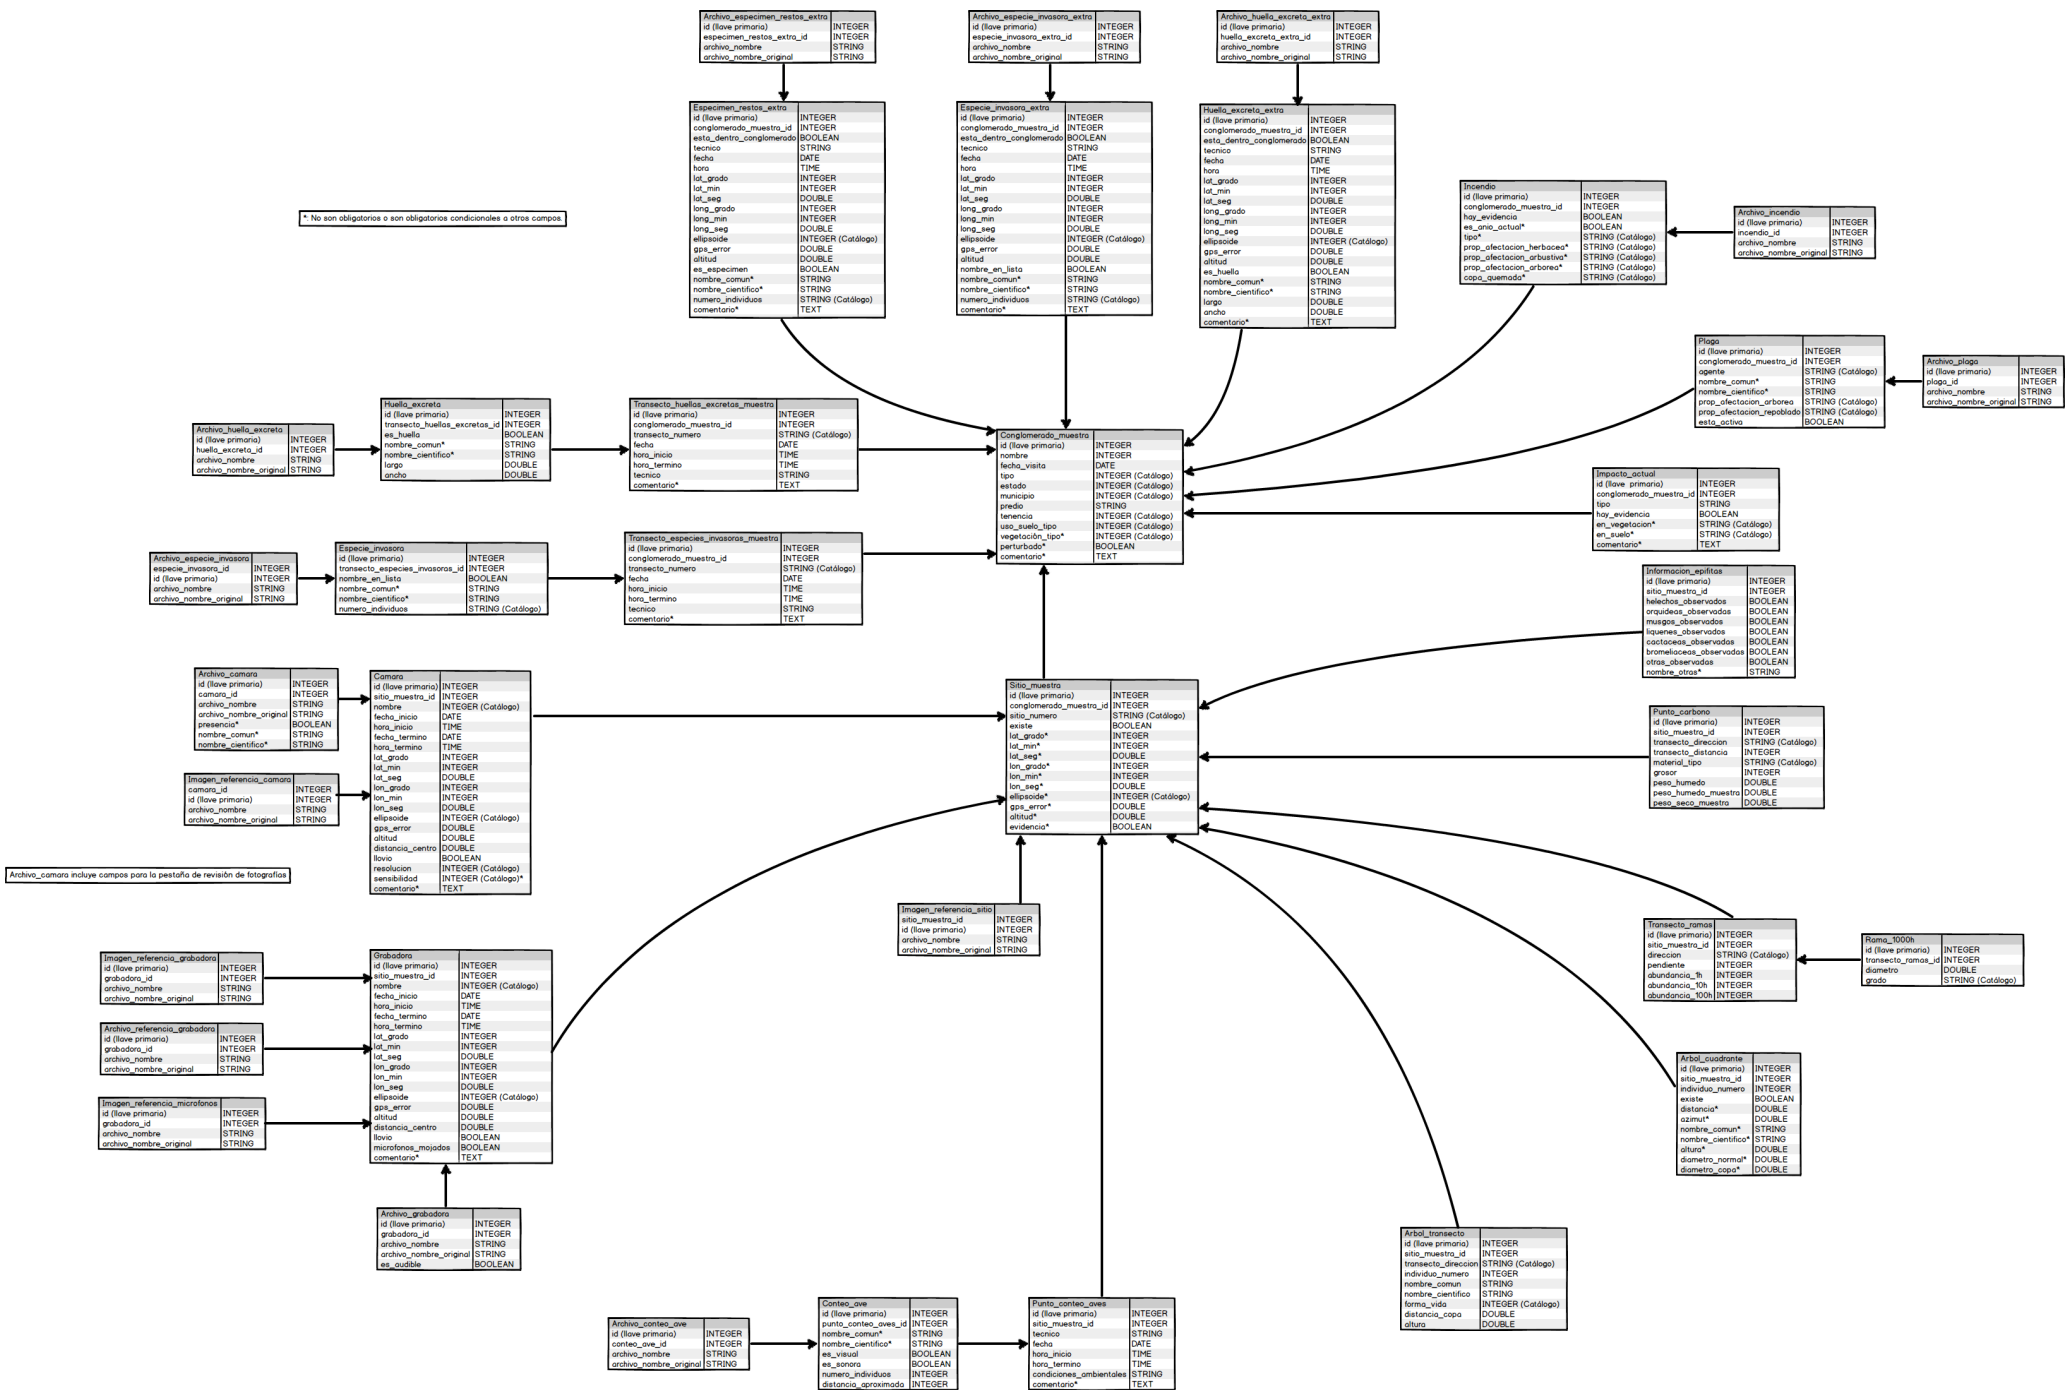 Archivo_especimen_restos_extra
id (llave primaria) INTEGER
especimen_restos_extra_id INTEGER
archivo_nombre STRING
archivo_nombre_original STRING
Archivo_especie_invasora_extra
id (llave primaria) INTEGER
especie_invasora_extra_id INTEGER
archivo_nombre STRING
archivo_nombre_original STRING
Archivo_huella_excreta_extra
id (llave primaria) INTEGER
huella_excreta_extra_id INTEGER
archivo_nombre STRING
archivo_nombre_original STRING
Especimen_restos_extra
id (llave primaria) INTEGER
conglomerado_muestra_id INTEGER
esta_dentro_conglomerado BOOLEAN
tecnico STRING
fecha DATE
hora TIME
lat_grado INTEGER
lat_min INTEGER
lat_seg DOUBLE
long_grado INTEGER
long_min INTEGER
long_seg DOUBLE
ellipsoide INTEGER (Catálogo)
gps_error DOUBLE
altitud DOUBLE
es_especimen BOOLEAN
nombre_comun* STRING
nombre_cientifico* STRING
numero_individuos STRING (Catálogo)
comentario* TEXT
Especie_invasora_extra
id (llave primaria) INTEGER
conglomerado_muestra_id INTEGER
esta_dentro_conglomerado BOOLEAN
tecnico STRING
fecha DATE
hora TIME
lat_grado INTEGER
lat_min INTEGER
lat_seg DOUBLE
long_grado INTEGER
long_min INTEGER
long_seg DOUBLE
ellipsoide INTEGER (Catálogo)
gps_error DOUBLE
altitud DOUBLE
nombre_en_lista BOOLEAN
nombre_comun* STRING
nombre_cientifico* STRING
numero_individuos STRING (Catálogo)
comentario* TEXT
Huella_excreta_extra
id (llave primaria) INTEGER
conglomerado_muestra_id INTEGER
esta_dentro_conglomerado BOOLEAN
tecnico STRING
fecha DATE
hora TIME
lat_grado INTEGER
lat_min INTEGER
lat_seg DOUBLE
long_grado INTEGER
long_min INTEGER
long_seg DOUBLE
ellipsoide INTEGER (Catálogo)
gps_error DOUBLE
altitud DOUBLE
es_huella BOOLEAN
nombre_comun* STRING
nombre_cientifico* STRING
largo DOUBLE
ancho DOUBLE
comentario* TEXT
*: No son obligatorios o son obligatorios condicionales a otros campos.
Incendio
id (llave primaria) INTEGER
conglomerado_muestra_id INTEGER
hay_evidencia BOOLEAN
es_anio_actual* BOOLEAN
tipo* STRING (Catálogo)
prop_afectacion_herbacea* STRING (Catálogo)
prop_afectacion_arbustiva* STRING (Catálogo)
prop_afectacion_arborea* STRING (Catálogo)
copa_quemada* STRING (Catálogo)
Archivo_incendio
id (llave primaria) INTEGER
incendio_id INTEGER
archivo_nombre STRING
archivo_nombre_original STRING
Plaga
id (llave primaria) INTEGER
conglomerado_muestra_id INTEGER
agente STRING (Catálogo)
nombre_comun* STRING
nombre_cientifico* STRING
prop_afectacion_arborea STRING (Catálogo)
prop_afectacion_repoblado STRING (Catálogo)
esta_activa BOOLEAN
Archivo_plaga
id (llave primaria) INTEGER
plaga_id INTEGER
archivo_nombre STRING
archivo_nombre_original STRING
Archivo_huella_excreta
id (llave primaria) INTEGER
huella_excreta_id INTEGER
archivo_nombre STRING
archivo_nombre_original STRING
Huella_excreta
id (llave primaria) INTEGER
transecto_huellas_excretas_id INTEGER
es_huella BOOLEAN
nombre_comun* STRING
nombre_cientifico* STRING
largo DOUBLE
ancho DOUBLE
Transecto_huellas_excretas_muestra
id (llave primaria) INTEGER
conglomerado_muestra_id INTEGER
transecto_numero STRING (Catálogo)
fecha DATE
hora_inicio TIME
hora_termino TIME
tecnico STRING
comentario* TEXT
Conglomerado_muestra
id (llave primaria) INTEGER
nombre INTEGER
fecha_visita DATE
tipo INTEGER (Catálogo)
estado INTEGER (Catálogo)
municipio INTEGER (Catálogo)
predio STRING
tenencia INTEGER (Catálogo)
uso_suelo_tipo INTEGER (Catálogo)
vegetación_tipo* INTEGER (Catálogo)
perturbado* BOOLEAN
comentario* TEXT
Impacto_actual
id (llave primaria) INTEGER
conglomerado_muestra_id INTEGER
tipo STRING
hay_evidencia BOOLEAN
en_vegetacion* STRING (Catálogo)
en_suelo* STRING (Catálogo)
comentario* TEXT
Archivo_especie_invasora
especie_invasora_id INTEGER
id (llave primaria) INTEGER
archivo_nombre STRING
archivo_nombre_original STRING
Especie_invasora
id (llave primaria) INTEGER
transecto_especies_invasoras_id INTEGER
nombre_en_lista BOOLEAN
nombre_comun* STRING
nombre_cientifico* STRING
numero_individuos STRING (Catálogo)
Transecto_especies_invasoras_muestra
id (llave primaria) INTEGER
conglomerado_muestra_id INTEGER
transecto_numero STRING (Catálogo)
fecha DATE
hora_inicio TIME
hora_termino TIME
tecnico STRING
comentario* TEXT
Informacion_epifitas
id (llave primaria) INTEGER
sitio_muestra_id INTEGER
helechos_observados BOOLEAN
orquideas_observadas BOOLEAN
musgos_observados BOOLEAN
liquenes_observados BOOLEAN
cactaceas_observadas BOOLEAN
bromeliaceas_observadas BOOLEAN
otras_observadas BOOLEAN
nombre_otras* STRING
Archivo_camara
id (llave primaria) INTEGER
camara_id INTEGER
archivo_nombre STRING
archivo_nombre_original STRING
presencia* BOOLEAN
nombre_comun* STRING
nombre_cientifico* STRING
Imagen_referencia_camara
camara_id INTEGER
id (llave primaria) INTEGER
archivo_nombre STRING
archivo_nombre_original STRING
Camara
id (llave primaria) INTEGER
sitio_muestra_id INTEGER
nombre INTEGER (Catálogo)
fecha_inicio DATE
hora_inicio TIME
fecha_termino DATE
hora_termino TIME
lat_grado INTEGER
lat_min INTEGER
lat_seg DOUBLE
lon_grado INTEGER
lon_min INTEGER
lon_seg DOUBLE
ellipsoide INTEGER (Catálogo)
gps_error DOUBLE
altitud DOUBLE
distancia_centro DOUBLE
llovio BOOLEAN
resolucion INTEGER (Catálogo)
sensibilidad INTEGER (Catálogo)*
comentario* TEXT
Sitio_muestra
id (llave primaria) INTEGER
conglomerado_muestra_id INTEGER
sitio_numero STRING (Catálogo)
existe BOOLEAN
lat_grado* INTEGER
lat_min* INTEGER
lat_seg* DOUBLE
lon_grado* INTEGER
lon_min* INTEGER
lon_seg* DOUBLE
ellipsoide* INTEGER (Catálogo)
gps_error* DOUBLE
altitud* DOUBLE
evidencia* BOOLEAN
Punto_carbono
id (llave primaria) INTEGER
sitio_muestra_id INTEGER
transecto_direccion STRING (Catálogo)
transecto_distancia INTEGER
material_tipo STRING (Catálogo)
grosor INTEGER
peso_humedo DOUBLE
peso_humedo_muestra DOUBLE
peso_seco_muestra DOUBLE
Archivo_camara incluye campos para la pestaña de revisión de fotografías
Imagen_referencia_sitio
sitio_muestra_id INTEGER
id (llave primaria) INTEGER
archivo_nombre STRING
archivo_nombre_original STRING
Transecto_ramas
id (llave primaria) INTEGER
sitio_muestra_id INTEGER
direccion STRING (Catálogo)
pendiente INTEGER
abundancia_1h INTEGER
abundancia_10h INTEGER
abundancia_100h INTEGER
Rama_1000h
id (llave primaria) INTEGER
transecto_ramas_id INTEGER
diametro DOUBLE
grado STRING (Catálogo)
Imagen_referencia_grabadora
id (llave primaria) INTEGER
grabadora_id INTEGER
archivo_nombre STRING
archivo_nombre_original STRING
Archivo_referencia_grabadora
id (llave primaria) INTEGER
grabadora_id INTEGER
archivo_nombre STRING
archivo_nombre_original STRING
Imagen_referencia_microfonos
id (llave primaria) INTEGER
grabadora_id INTEGER
archivo_nombre STRING
archivo_nombre_original STRING
Grabadora
id (llave primaria) INTEGER
sitio_muestra_id INTEGER
nombre INTEGER (Catálogo)
fecha_inicio DATE
hora_inicio TIME
fecha_termino DATE
hora_termino TIME
lat_grado INTEGER
lat_min INTEGER
lat_seg DOUBLE
lon_grado INTEGER
lon_min INTEGER
lon_seg DOUBLE
ellipsoide INTEGER (Catálogo)
gps_error DOUBLE
altitud DOUBLE
distancia_centro DOUBLE
llovio BOOLEAN
microfonos_mojados BOOLEAN
comentario* TEXT
Arbol_cuadrante
id (llave primaria) INTEGER
sitio_muestra_id INTEGER
individuo_numero INTEGER
existe BOOLEAN
distancia* DOUBLE
azimut* DOUBLE
nombre_comun* STRING
nombre_cientifico* STRING
altura* DOUBLE
diametro_normal* DOUBLE
diametro_copa* DOUBLE
Archivo_grabadora
id (llave primaria) INTEGER
grabadora_id INTEGER
archivo_nombre STRING
archivo_nombre_original STRING
es_audible BOOLEAN
Arbol_transecto
id (llave primaria) INTEGER
sitio_muestra_id INTEGER
transecto_direccion STRING (Catálogo)
individuo_numero INTEGER
nombre_comun STRING
nombre_cientifico STRING
forma_vida INTEGER (Catálogo)
distancia_copa DOUBLE
altura DOUBLE
Archivo_conteo_ave
id (llave primaria) INTEGER
conteo_ave_id INTEGER
archivo_nombre STRING
archivo_nombre_original STRING
Conteo_ave
id (llave primaria) INTEGER
punto_conteo_aves_id INTEGER
nombre_comun* STRING
nombre_cientifico* STRING
es_visual BOOLEAN
es_sonora BOOLEAN
numero_individuos INTEGER
distancia_aproximada INTEGER
Punto_conteo_aves
id (llave primaria) INTEGER
sitio_muestra_id INTEGER
tecnico STRING
fecha DATE
hora_inicio TIME
hora_termino TIME
condiciones_ambientales STRING
comentario* TEXT